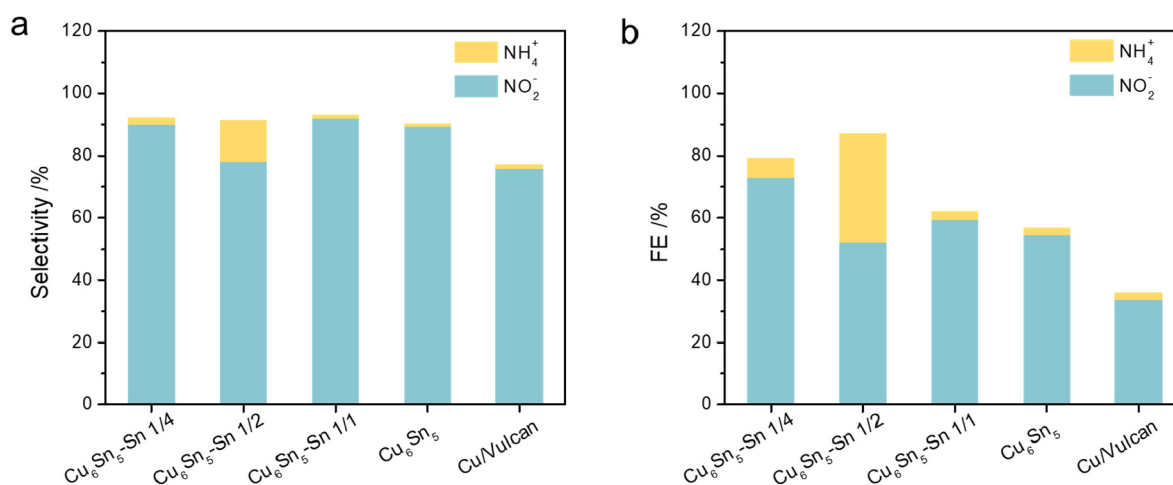 a
Selectivity /%
120
100
80
60
40
20
0
NH₄⁺
NO₂⁻
Cu₆Sn₅-Sn 1/4
Cu₆Sn₅-Sn 1/2
Cu₆Sn₅-Sn 1/1
Cu₆Sn₅
Cu/Vulcan
b
FE /%
120
100
80
60
40
20
0
NH₄⁺
NO₂⁻
Cu₆Sn₅-Sn 1/4
Cu₆Sn₅-Sn 1/2
Cu₆Sn₅-Sn 1/1
Cu₆Sn₅
Cu/Vulcan